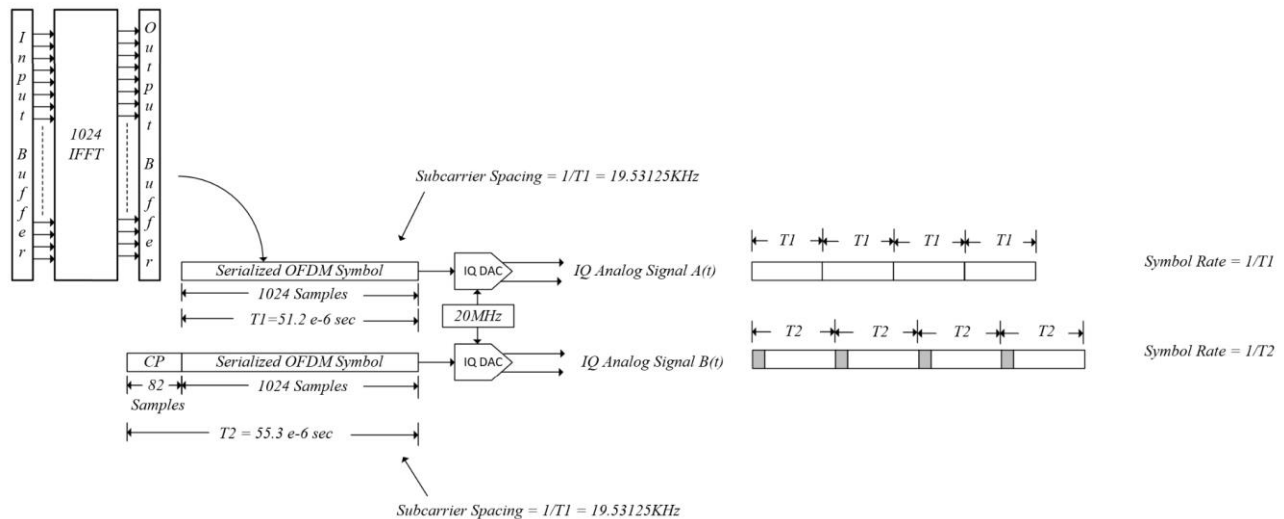 Input Buffer
1024
IFFT
Output Buffer
Subcarrier Spacing = 1/T1 = 19.53125KHz
Serialized OFDM Symbol
IQ DAC
IQ Analog Signal A(t)
1024 Samples
T1=51.2 e-6 sec
20MHz
T1 T1 T1 T1
Symbol Rate = 1/T1
CP
Serialized OFDM Symbol
IQ DAC
IQ Analog Signal B(t)
82
Samples
1024 Samples
T2 = 55.3 e-6 sec
T2 T2 T2 T2
Symbol Rate = 1/T2
Subcarrier Spacing = 1/T1 = 19.53125KHz